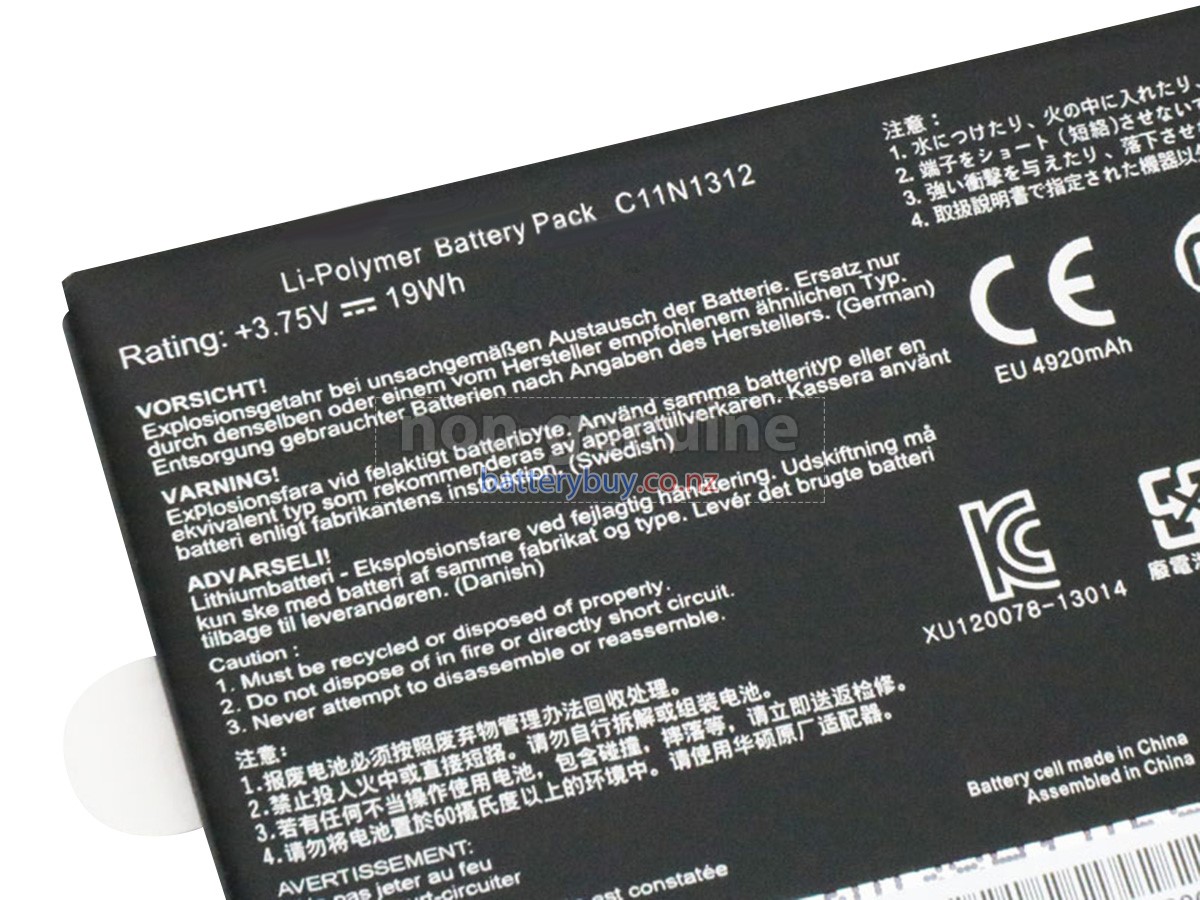 Li-Polymer Battery Pack C11N1312
Rating: +3.75V 19Wh
VORSICHT!
Explosionsgetahr bei unsachgemäßen Austausch der Batterie. Ersatz nur
durch denselben oder einem vom Hersteller empfohlenem ähnlichen Typ.
Entsorgung gebrauchter Batterien nach Angaben des Herstellers. (German)
VARNING!
Explosionsfara vid felaktigt batteribyte. Använd samma batterityp eller en
ekvivalent typ som rekommenderas av apparattillverkaren. Kassera använt
batteri enligt fabrikantens instruktion. (Swedish)
non-genuine
batterybuy.co.nz
ADVARSELI!
Lithiumbatteri - Eksplosionsfare ved fejlagtig håndtering. Udskiftning må
kun ske med batteri af samme fabrikat og type. Levér det brugte batteri
tilbage til leverandøren. (Danish)
Caution :
1. Must be recycled or disposed of properly.
2. Do not dispose of in fire or directly short circuit.
3. Never attempt to disassemble or reassemble.
注意:
1.报废电池必须按照废弃物管理办法回收处理。
2.禁止投入火中或直接短路。请勿自行拆解或组装电池。
3.若有任何不当操作使用电池，包含碰撞，摔落等，请立即送返检修。
4.请勿将电池置於60摄氏度以上的环境中。请使用华硕原厂适配器。
AVERTISSEMENT:
pas jeter au feu
rt-circuiter
est constatée
注意：
1. 水につけたり、火の中に入れたり、
2. 端子をショート（短絡)させないで
3. 強い衝撃を与えたり、落下させ
4. 取扱説明書で指定された機器以外
CE
EU 4920mAh
XU120078-13014
廢電池
Battery cell made in China
Assembled in China